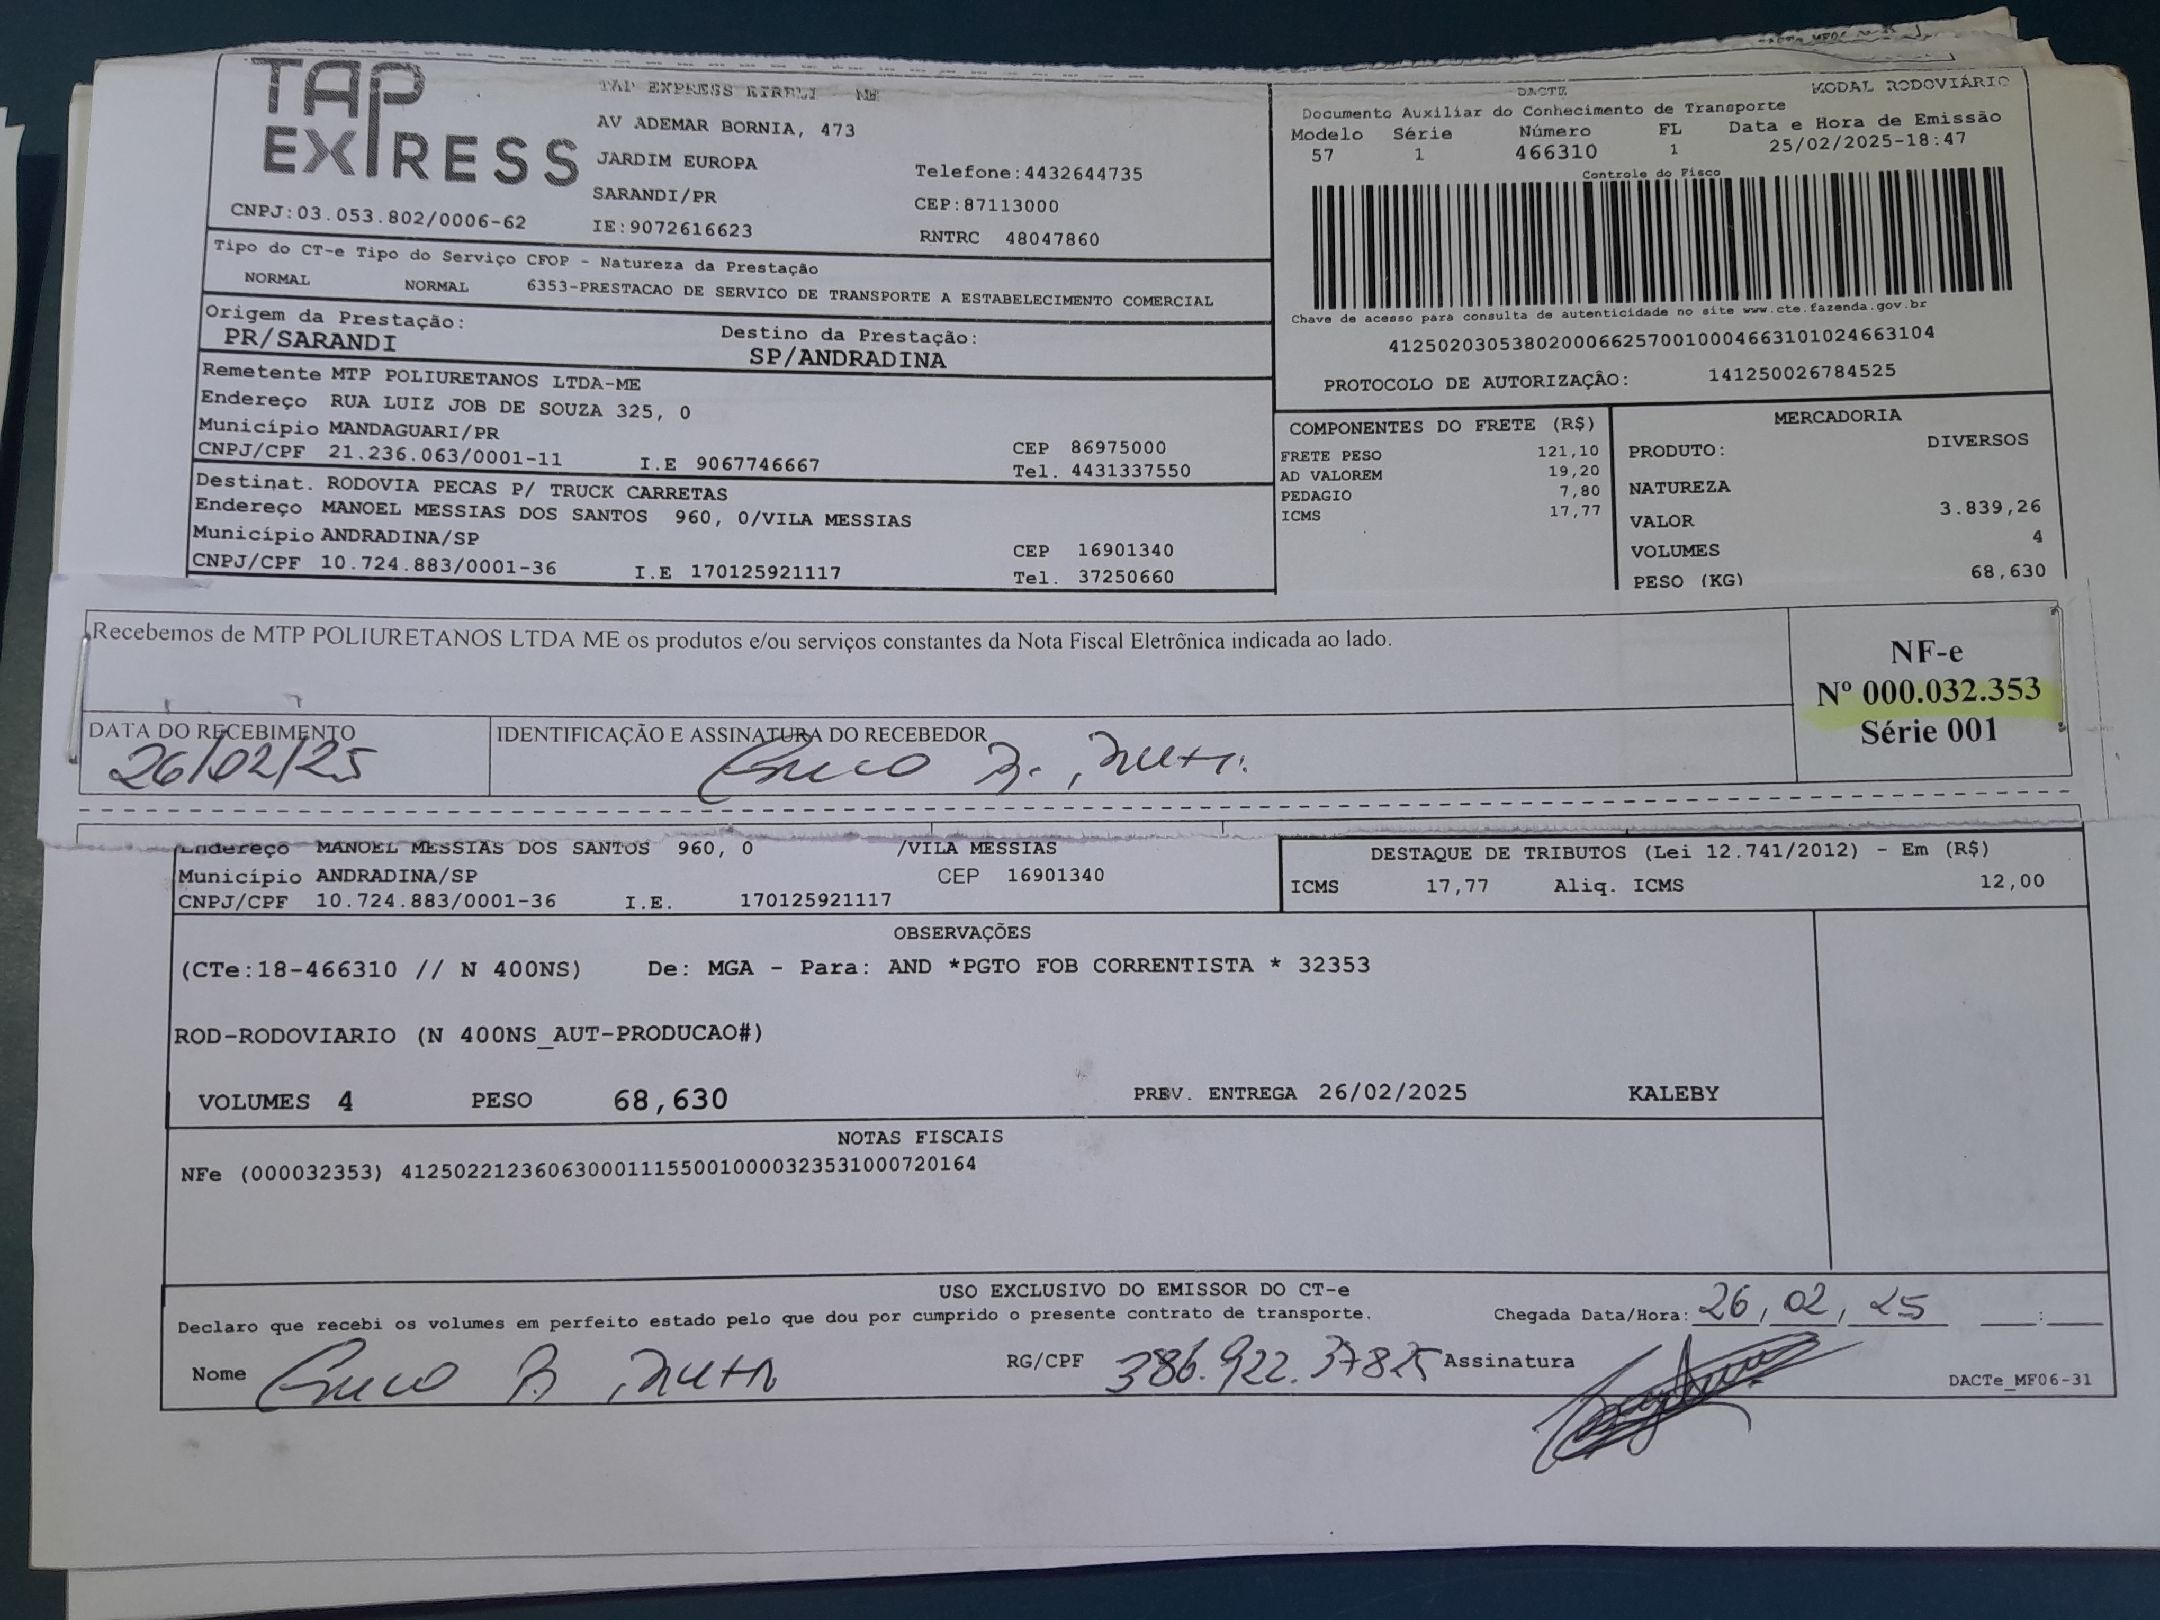 TAP EXPRESS
TAP EXPRESS EIRELI - ME
AV ADEMAR BORNIA, 473
JARDIM EUROPA
Telefone:4432644735
SARANDI/PR
CEP:87113000
CNPJ:03.053.802/0006-62
IE:9072616623
RNTRC 48047860
DACTE
MODAL RODOVIÁRIO
Documento Auxiliar do Conhecimento de Transporte
Modelo Série Número FL Data e Hora de Emissão
57 1 466310 1 25/02/2025-18:47
Controle do Fisco
Chave de acesso para consulta de autenticidade no site www.cte.fazenda.gov.br
41250203053802000662570010004663101024663104
PROTOCOLO DE AUTORIZAÇÃO: 141250026784525
Tipo do CT-e Tipo do Serviço CFOP - Natureza da Prestação
NORMAL NORMAL 6353-PRESTACAO DE SERVICO DE TRANSPORTE A ESTABELECIMENTO COMERCIAL
Origem da Prestação: Destino da Prestação:
PR/SARANDI SP/ANDRADINA
Remetente MTP POLIURETANOS LTDA-ME
Endereço RUA LUIZ JOB DE SOUZA 325, 0
Município MANDAGUARI/PR CEP 86975000
CNPJ/CPF 21.236.063/0001-11 I.E 9067746667 Tel. 4431337550
Destinat. RODOVIA PECAS P/ TRUCK CARRETAS
Endereço MANOEL MESSIAS DOS SANTOS 960, 0/VILA MESSIAS
Município ANDRADINA/SP CEP 16901340
CNPJ/CPF 10.724.883/0001-36 I.E 170125921117 Tel. 37250660
COMPONENTES DO FRETE (R$)
FRETE PESO 121,10
AD VALOREM 19,20
PEDAGIO 7,80
ICMS 17,77
MERCADORIA
PRODUTO: DIVERSOS
NATUREZA
VALOR 3.839,26
VOLUMES 4
PESO (KG) 68,630
Recebemos de MTP POLIURETANOS LTDA ME os produtos e/ou serviços constantes da Nota Fiscal Eletrônica indicada ao lado.
NF-e
Nº 000.032.353
Série 001
DATA DO RECEBIMENTO IDENTIFICAÇÃO E ASSINATURA DO RECEBEDOR
26/02/25
Endereço MANOEL MESSIAS DOS SANTOS 960, 0 /VILA MESSIAS
Município ANDRADINA/SP CEP 16901340
CNPJ/CPF 10.724.883/0001-36 I.E. 170125921117
DESTAQUE DE TRIBUTOS (Lei 12.741/2012) - Em (R$)
ICMS 17,77 Aliq. ICMS 12,00
OBSERVAÇÕES
(CTe:18-466310 // N 400NS) De: MGA - Para: AND *PGTO FOB CORRENTISTA * 32353
ROD-RODOVIARIO (N 400NS_AUT-PRODUCAO#)
VOLUMES 4 PESO 68,630 PREV. ENTREGA 26/02/2025 KALEBY
NOTAS FISCAIS
NFe (000032353) 41250221236063000111550010000323531000720164
USO EXCLUSIVO DO EMISSOR DO CT-e
Declaro que recebi os volumes em perfeito estado pelo que dou por cumprido o presente contrato de transporte. Chegada Data/Hora: 26, 02, 25 :
Nome RG/CPF 386.922.37825 Assinatura
DACTe_MF06-31